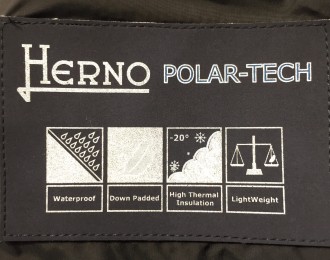 HERNO POLAR-TECH
-20°
Waterproof Down Padded High Thermal LightWeight
Insulation